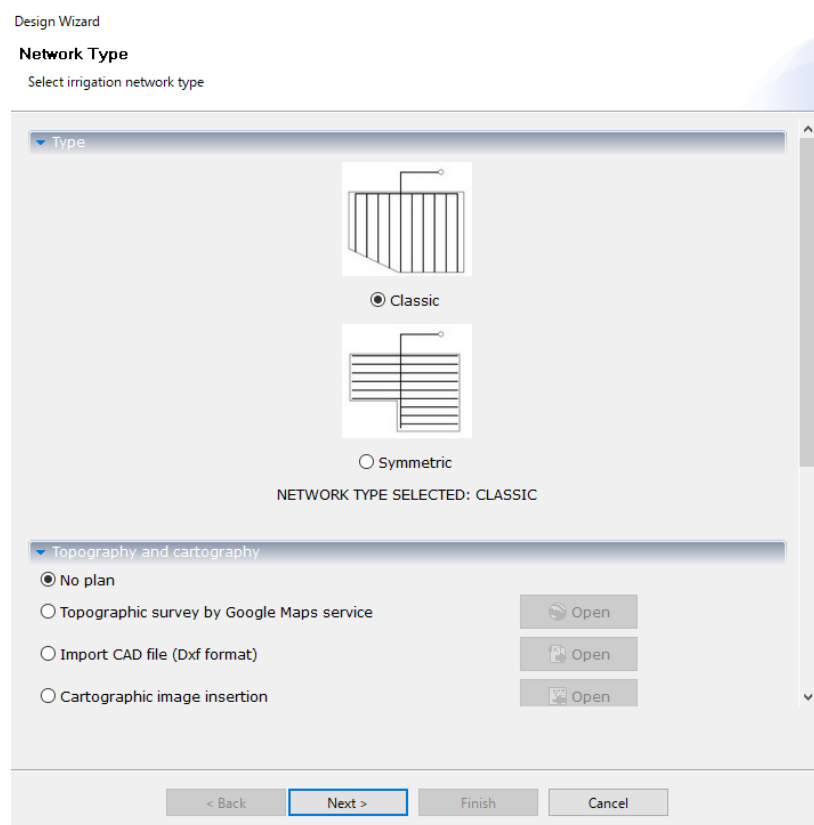 Design Wizard
Network Type
Select irrigation network type
Type
Classic
Symmetric
NETWORK TYPE SELECTED: CLASSIC
Topography and cartography
No plan
Topographic survey by Google Maps service Open
Import CAD file (Dxf format) Open
Cartographic image insertion Open
< Back Next > Finish Cancel